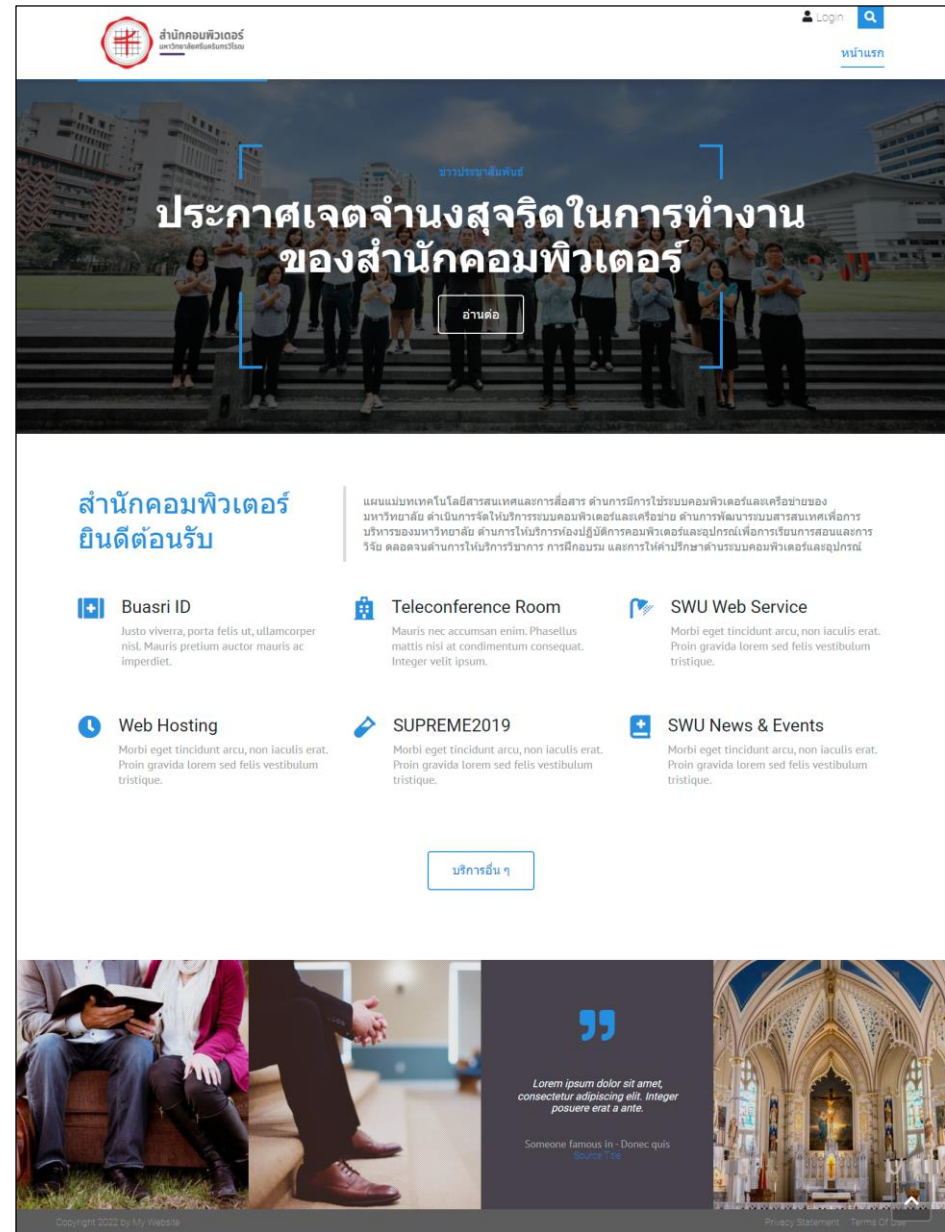 สำนักคอมพิวเตอร์
มหาวิทยาลัยศรีนครินทรวิโรฒ
Login
หน้าแรก
ข่าวประชาสัมพันธ์
ประกาศเจตจำนงสุจริตในการทำงาน
ของสำนักคอมพิวเตอร์
อ่านต่อ
สำนักคอมพิวเตอร์
ยินดีต้อนรับ
แผนแม่บทเทคโนโลยีสารสนเทศและการสื่อสาร ด้านการมีการใช้ระบบคอมพิวเตอร์และเครือข่ายของ
มหาวิทยาลัย ดำเนินการจัดให้บริการระบบคอมพิวเตอร์และเครือข่าย ด้านการพัฒนาระบบสารสนเทศเพื่อการ
บริหารของมหาวิทยาลัย ด้านการให้บริการห้องปฏิบัติการคอมพิวเตอร์และอุปกรณ์เพื่อการเรียนการสอนและการ
วิจัย ตลอดจนด้านการให้บริการวิชาการ การฝึกอบรม และการให้คำปรึกษาด้านระบบคอมพิวเตอร์และอุปกรณ์
Buasri ID
Justo viverra, porta felis ut, ullamcorper
nisl. Mauris pretium auctor mauris ac
imperdiet.
Teleconference Room
Mauris nec accumsan enim. Phasellus
mattis nisi at condimentum consequat.
Integer velit ipsum.
SWU Web Service
Morbi eget tincidunt arcu, non iaculis erat.
Proin gravida lorem sed felis vestibulum
tristique.
Web Hosting
Morbi eget tincidunt arcu, non iaculis erat.
Proin gravida lorem sed felis vestibulum
tristique.
SUPREME2019
Morbi eget tincidunt arcu, non iaculis erat.
Proin gravida lorem sed felis vestibulum
tristique.
SWU News & Events
Morbi eget tincidunt arcu, non iaculis erat.
Proin gravida lorem sed felis vestibulum
tristique.
บริการอื่น ๆ
Lorem ipsum dolor sit amet,
consectetur adipiscing elit. Integer
posuere erat a ante.
Someone famous in - Donec quis
Source Title
Copyright 2022 by My Website
Privacy Statement Terms Of Use